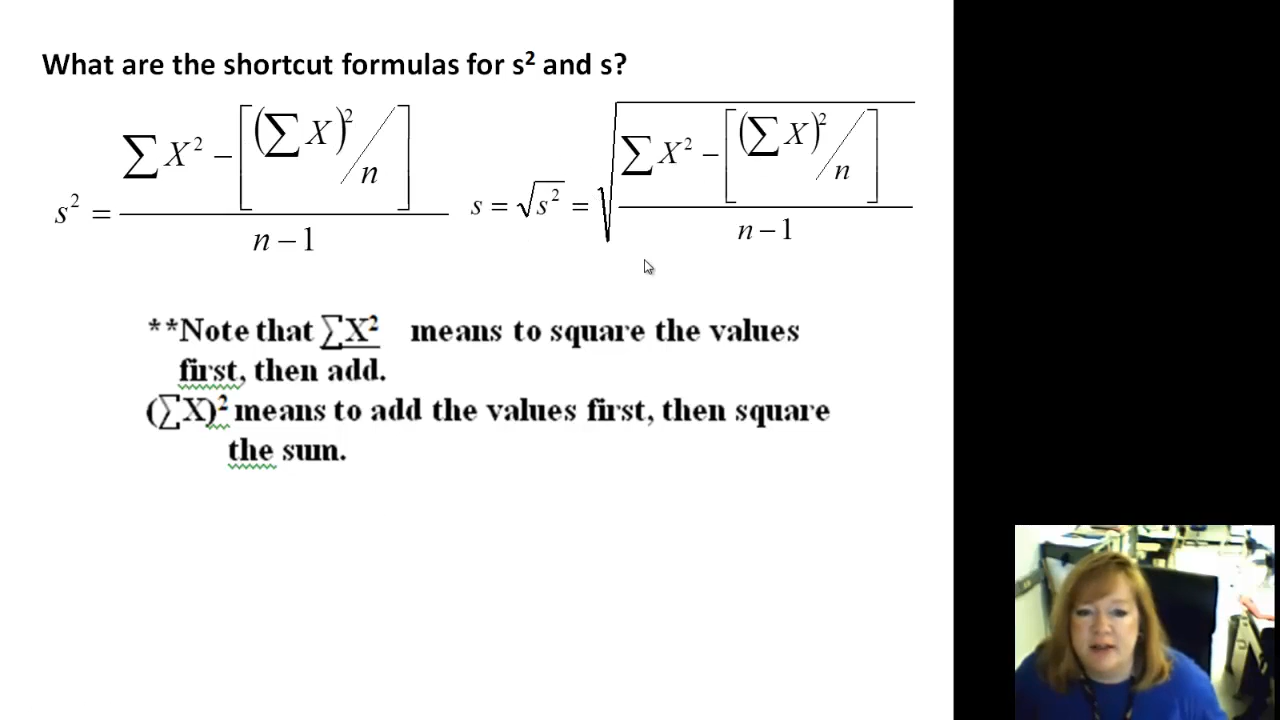 What are the shortcut formulas for s² and s?
s² = (∑X² − [(∑X)²/n]) / (n − 1)
s = √s² = √((∑X² − [(∑X)²/n]) / (n − 1))
**Note that ∑X² means to square the values
first, then add.
(∑X)² means to add the values first, then square
the sum.